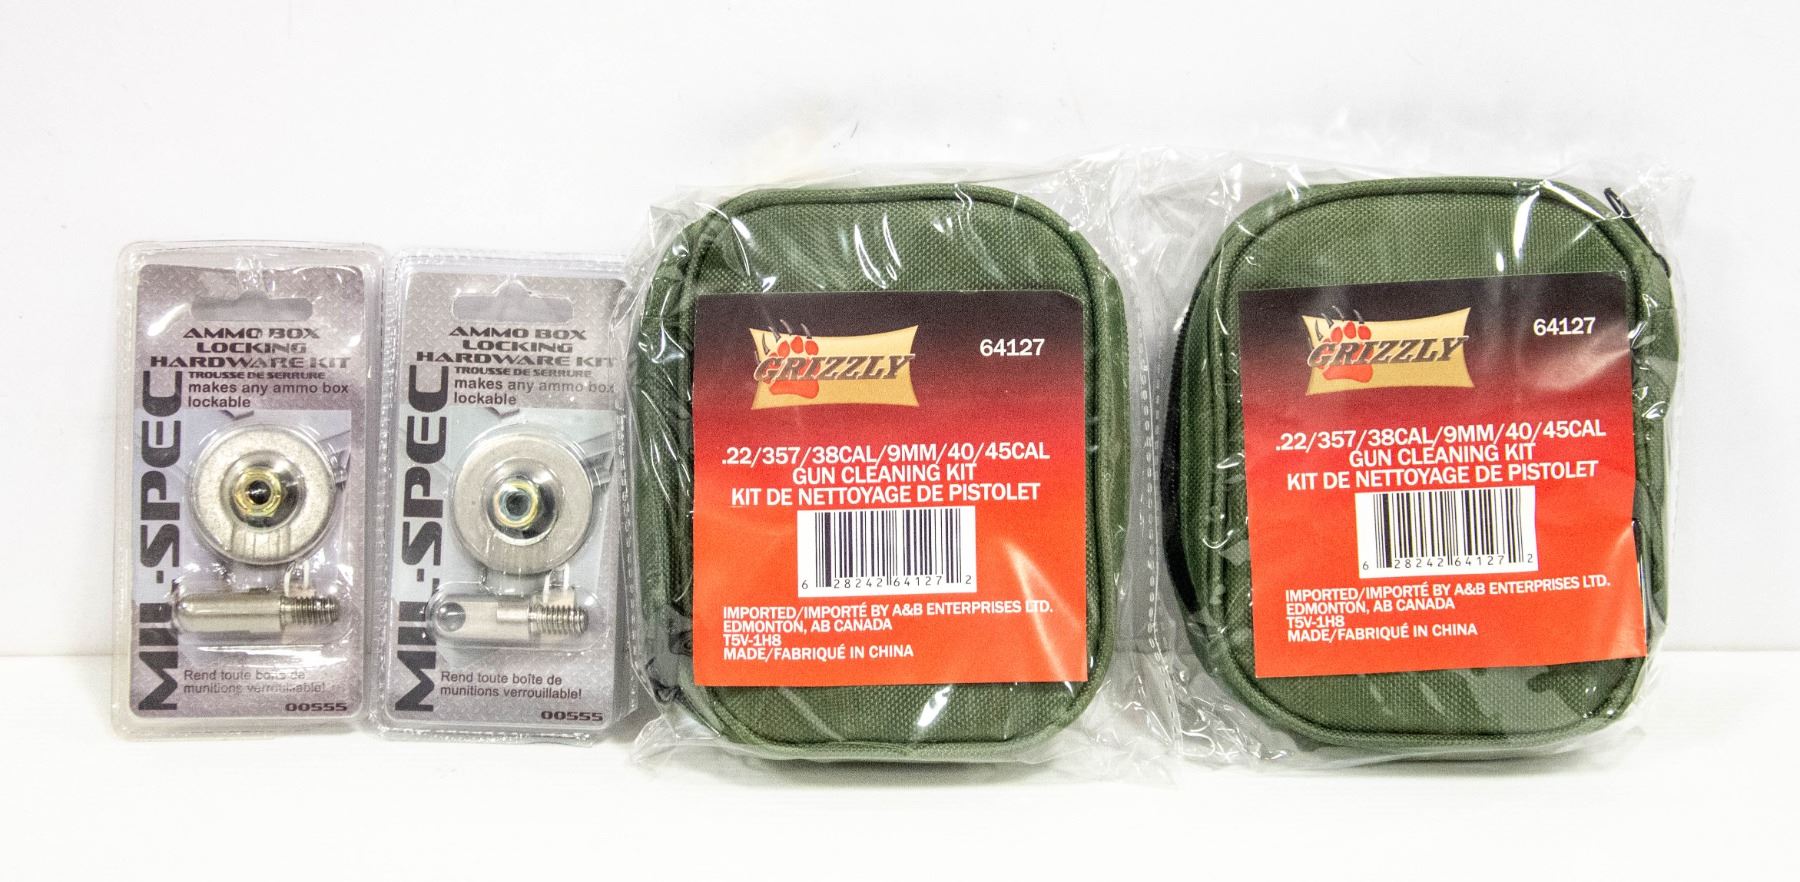 AMMO BOX
LOCKING
HARDWARE KIT
TROUSSE DE SERRURE
makes any ammo box
lockable
MIL-SPEC
Rend toute boîte de
munitions verrouillable!
00555
AMMO BOX
LOCKING
HARDWARE KIT
TROUSSE DE SERRURE
makes any ammo box
lockable
MIL-SPEC
Rend toute boîte de
munitions verrouillable!
00555
GRIZZLY
64127
.22/357/38CAL/9MM/40/45CAL
GUN CLEANING KIT
KIT DE NETTOYAGE DE PISTOLET
6 28242 64127 2
IMPORTED/IMPORTÉ BY A&B ENTERPRISES LTD.
EDMONTON, AB CANADA
T5V-1H8
MADE/FABRIQUÉ IN CHINA
GRIZZLY
64127
.22/357/38CAL/9MM/40/45CAL
GUN CLEANING KIT
KIT DE NETTOYAGE DE PISTOLET
6 28242 64127 2
IMPORTED/IMPORTÉ BY A&B ENTERPRISES LTD.
EDMONTON, AB CANADA
T5V-1H8
MADE/FABRIQUÉ IN CHINA